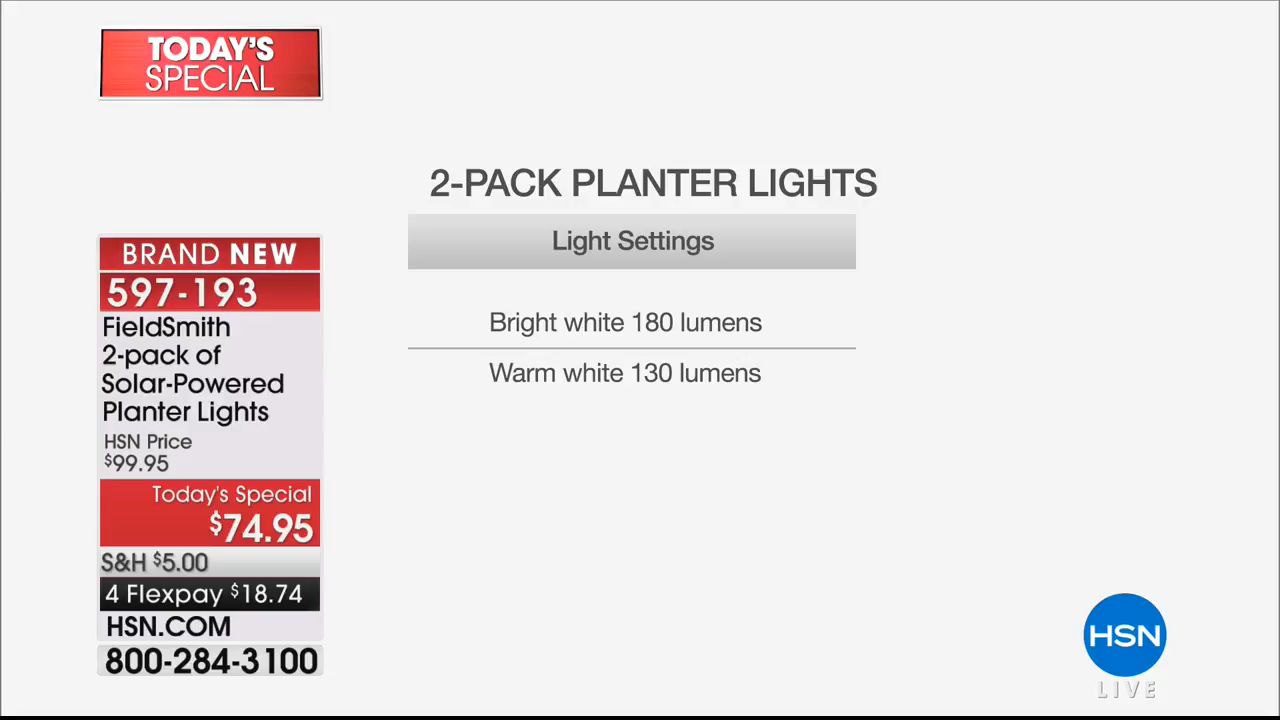 TODAY'S
SPECIAL
2-PACK PLANTER LIGHTS
Light Settings
Bright white 180 lumens
Warm white 130 lumens
BRAND NEW
597-193
FieldSmith
2-pack of
Solar-Powered
Planter Lights
HSN Price
$99.95
Today's Special
$74.95
S&H $5.00
4 Flexpay $18.74
HSN.COM
800-284-3100
HSN
LIVE